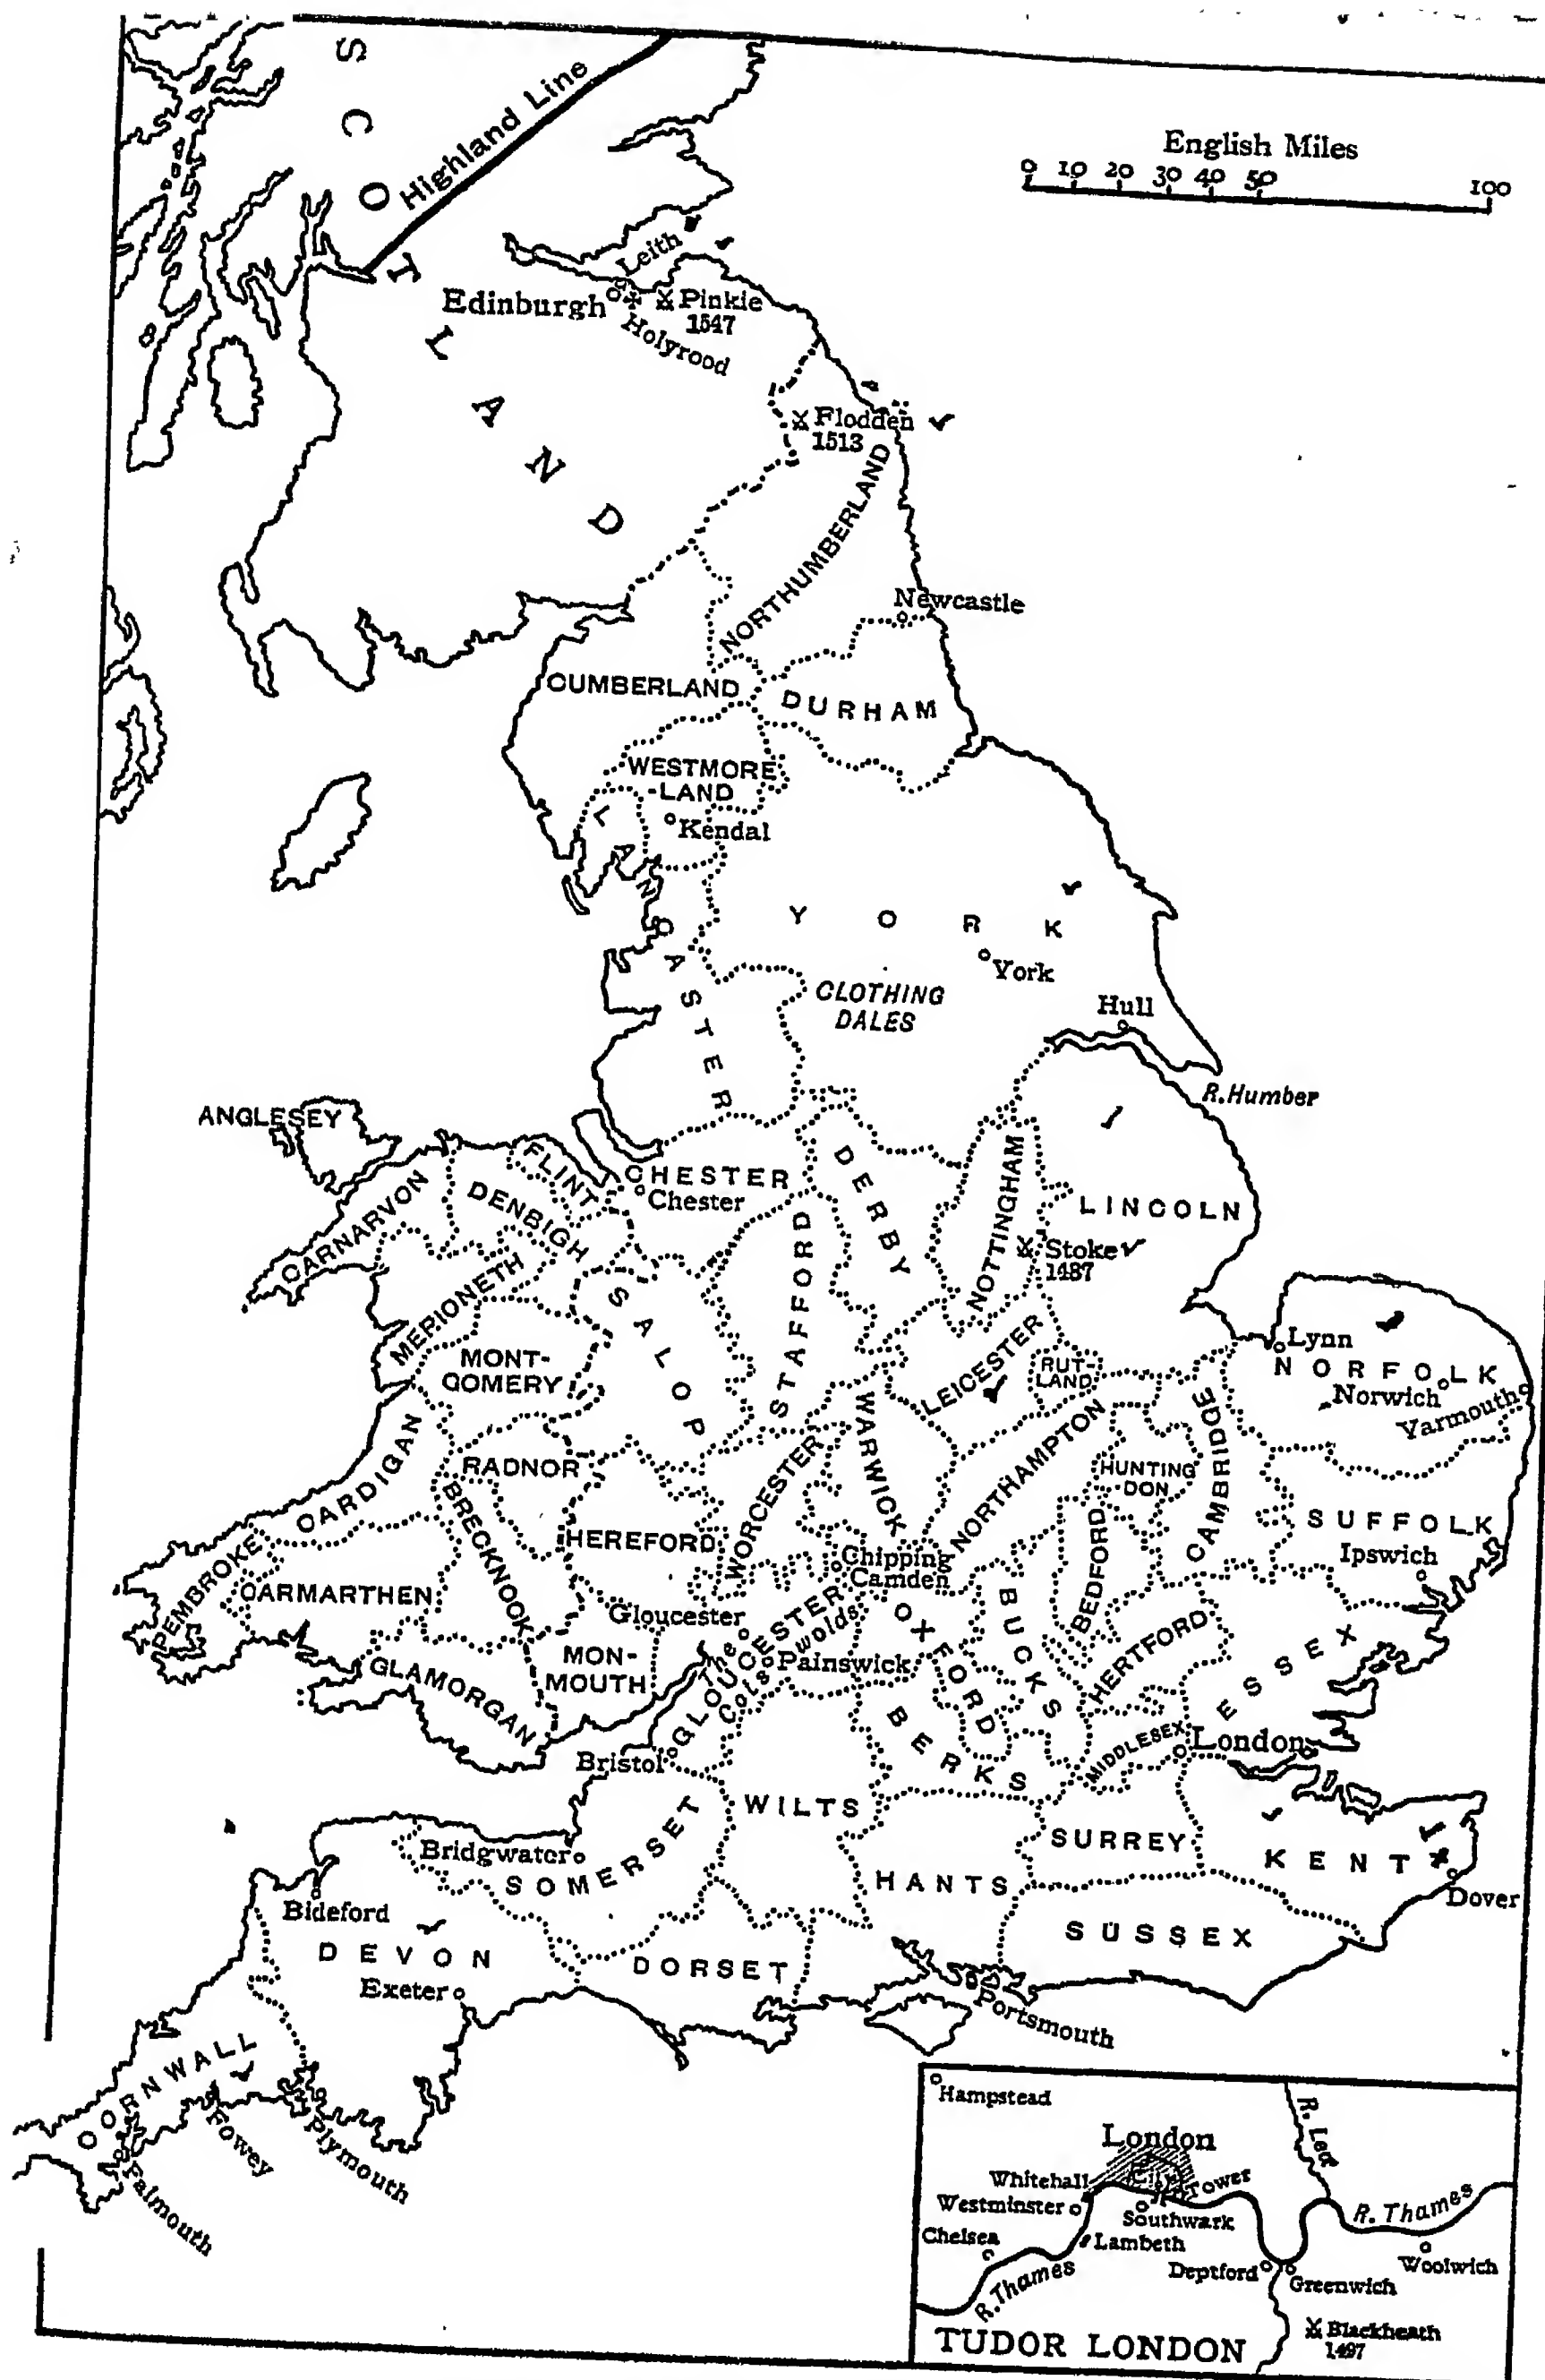 SCOTLAND
Highland Line
English Miles
0 10 20 30 40 50 100
Leith
Edinburgh
Pinkie
1547
Holyrood
Flodden
1513
NORTHUMBERLAND
Newcastle
CUMBERLAND
DURHAM
WESTMORE
-LAND
Kendal
LANCASTER
YORK
York
CLOTHING
DALES
Hull
R. Humber
ANGLESEY
FLINT
CHESTER
Chester
DENBIGH
CARNARVON
DERBY
NOTTINGHAM
LINCOLN
Stoke
1487
MERIONETH
SALOP
STAFFORD
LEICESTER
RUT-
LAND
Lynn
NORFOLK
Norwich
Yarmouth
MONT-
GOMERY
CARDIGAN
RADNOR
BRECKNOCK
HEREFORD
WORCESTER
WARWICK
NORTHAMPTON
HUNTING
DON
CAMBRIDGE
SUFFOLK
Ipswich
PEMBROKE
CARMARTHEN
Gloucester
Chipping
Camden
BEDFORD
BUCKS
OXFORD
GLOUCESTER
The
Cotswolds
Painswick
HERTFORD
ESSEX
GLAMORGAN
MON-
MOUTH
Bristol
BERKS
MIDDLESEX
London
WILTS
SURREY
KENT
Dover
Bridgwater
SOMERSET
HANTS
SUSSEX
Bideford
DEVON
Exeter
DORSET
Portsmouth
CORNWALL
Fowey
Plymouth
Falmouth
Hampstead
R. Lea
London
City
Tower
Whitehall
Westminster
Southwark
R. Thames
Chelsea
Lambeth
Deptford
Greenwich
Woolwich
R. Thames
Blackheath
1497
TUDOR LONDON